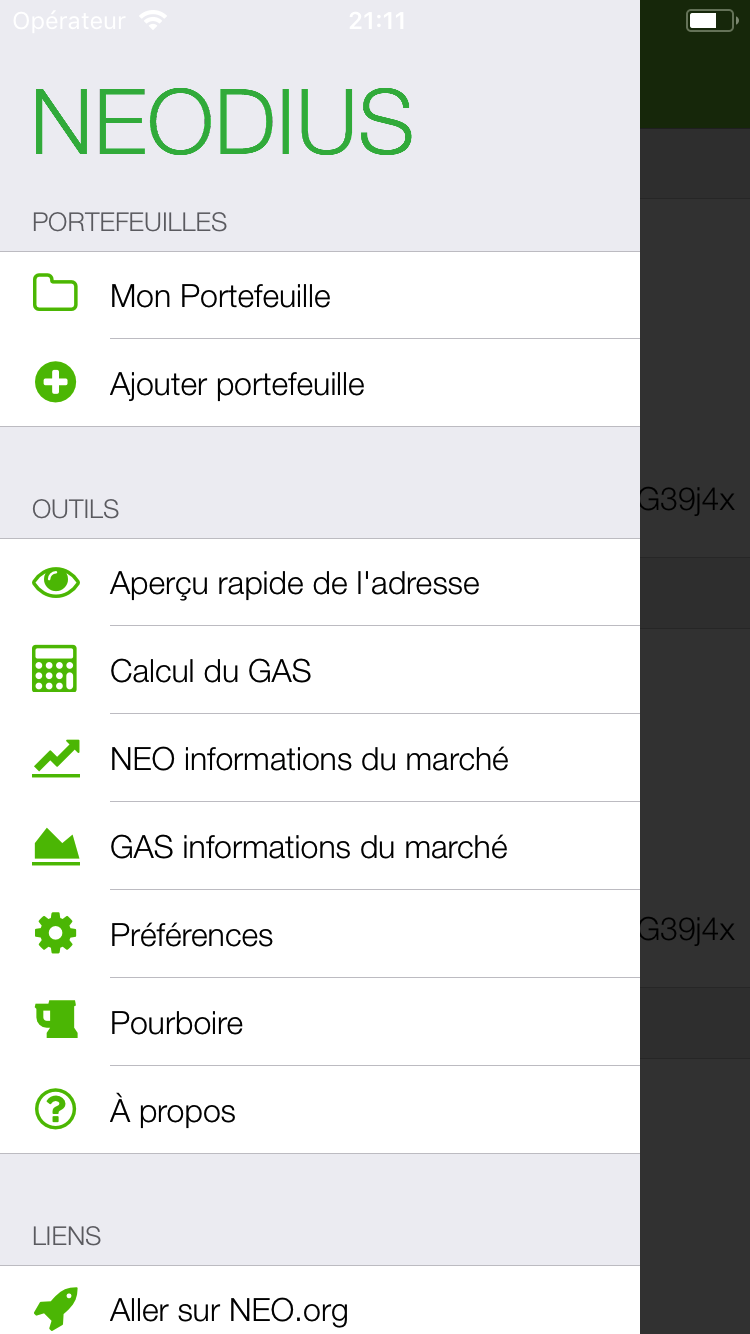 Opérateur 21:11
NEODIUS
PORTEFEUILLES
Mon Portefeuille
Ajouter portefeuille
G39j4x
OUTILS
Aperçu rapide de l'adresse
Calcul du GAS
NEO informations du marché
GAS informations du marché
Préférences
G39j4x
Pourboire
À propos
LIENS
Aller sur NEO.org